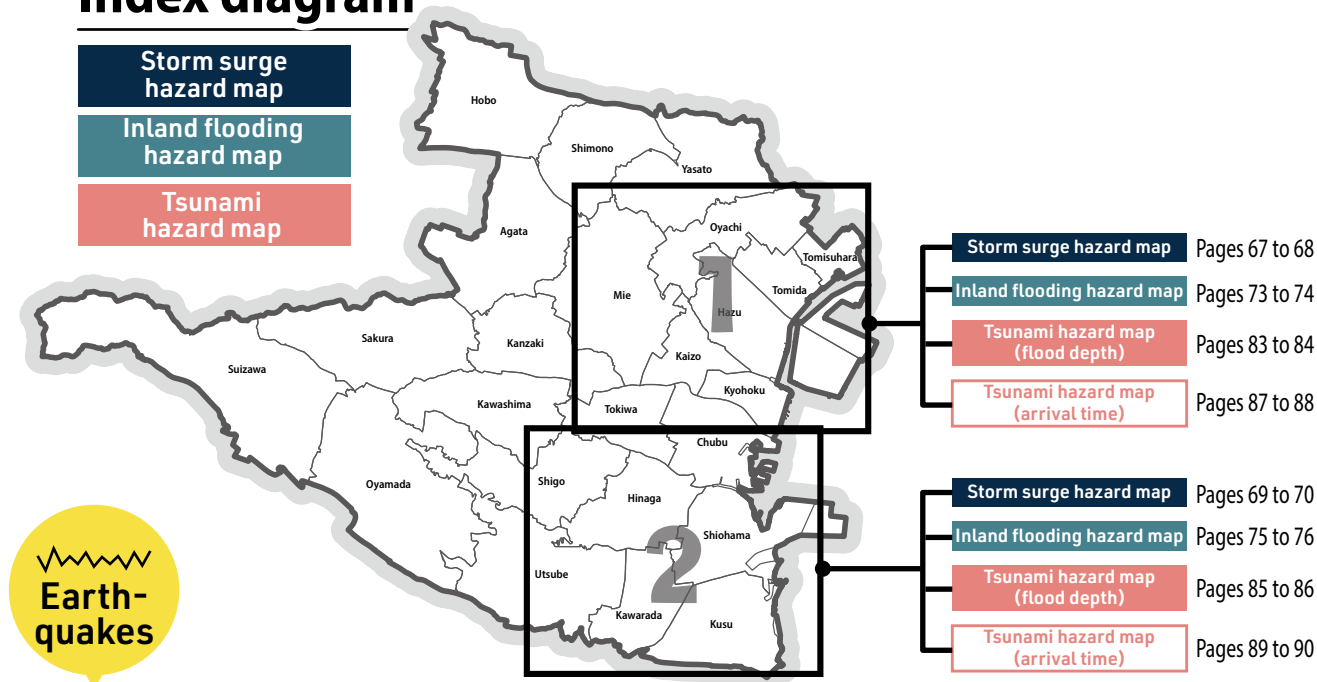 Index diagram
Storm surge
hazard map
Inland flooding
hazard map
Tsunami
hazard map
Hobo
Shimono
Yasato
Agata
Oyachi
Tomisuhara
Mie
1
Tomida
Hazu
Sakura
Kanzaki
Kaizo
Suizawa
Kawashima
Tokiwa
Kyohoku
Chubu
Oyamada
Shigo
Hinaga
Shiohama
2
Utsube
Kawarada
Kusu
Storm surge hazard map Pages 67 to 68
Inland flooding hazard map Pages 73 to 74
Tsunami hazard map
(flood depth) Pages 83 to 84
Tsunami hazard map
(arrival time) Pages 87 to 88
Storm surge hazard map Pages 69 to 70
Inland flooding hazard map Pages 75 to 76
Tsunami hazard map
(flood depth) Pages 85 to 86
Tsunami hazard map
(arrival time) Pages 89 to 90
Earth-
quakes